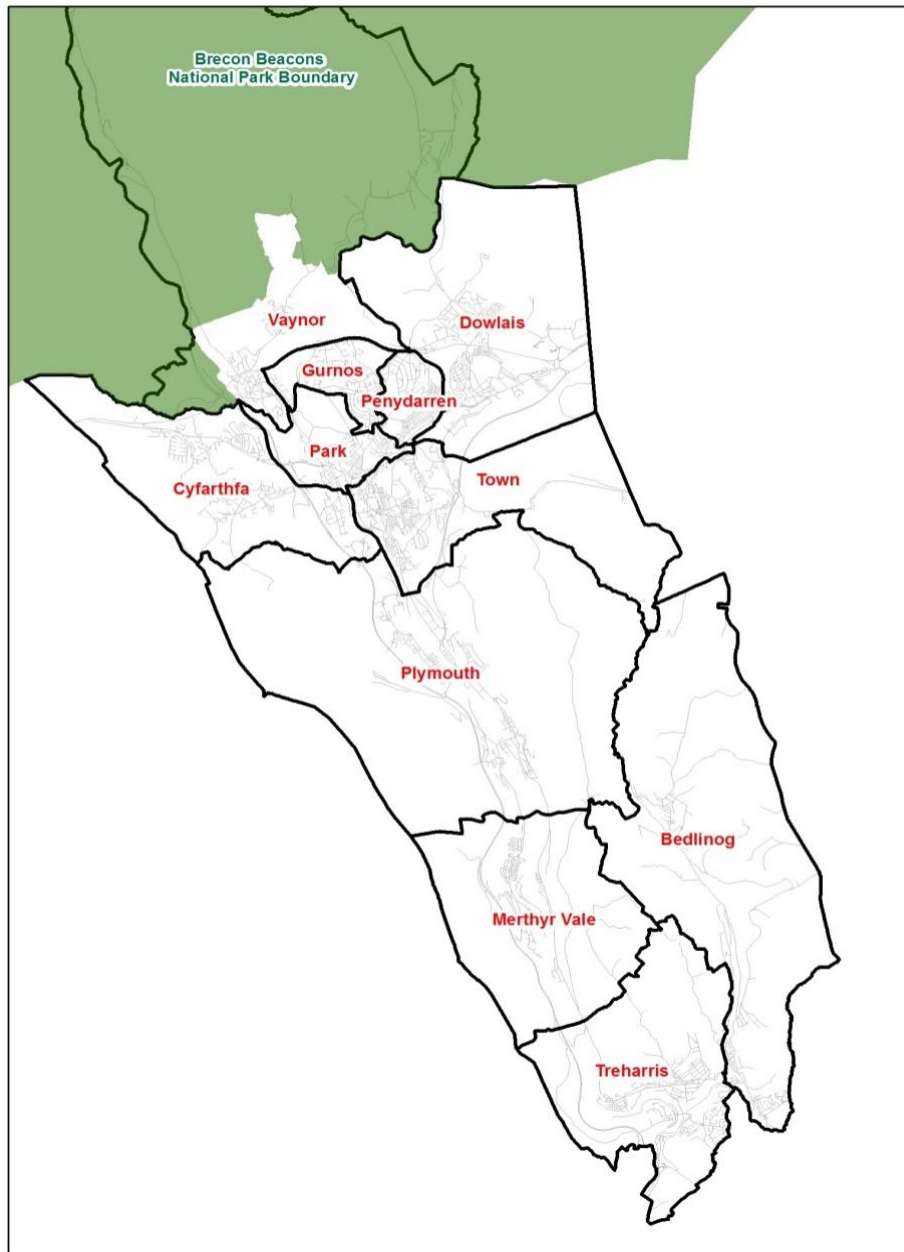 Brecon Beacons
National Park Boundary
Vaynor
Dowlais
Gurnos
Penydarren
Park
Town
Cyfarthfa
Plymouth
Bedlinog
Merthyr Vale
Treharris